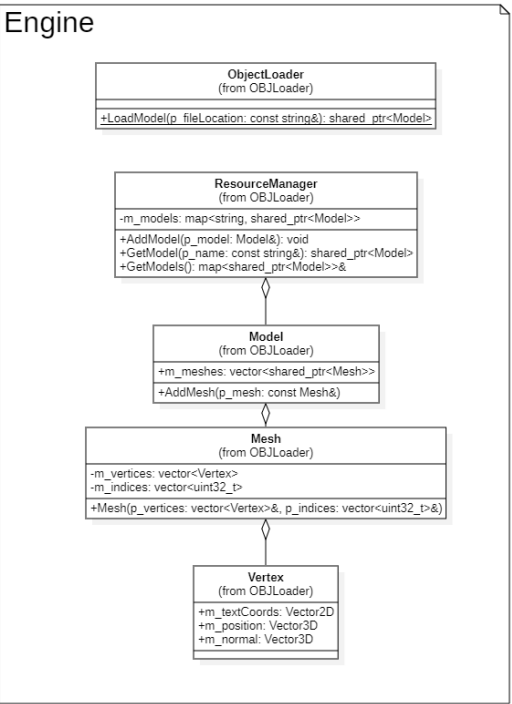 Engine
ObjectLoader
(from OBJLoader)
+LoadModel(p_fileLocation: const string&): shared_ptr<Model>
ResourceManager
(from OBJLoader)
-m_models: map<string, shared_ptr<Model>>
+AddModel(p_model: Model&): void
+GetModel(p_name: const string&): shared_ptr<Model>
+GetModels(): map<shared_ptr<Model>>&
Model
(from OBJLoader)
+m_meshes: vector<shared_ptr<Mesh>>
+AddMesh(p_mesh: const Mesh&)
Mesh
(from OBJLoader)
-m_vertices: vector<Vertex>
-m_indices: vector<uint32_t>
+Mesh(p_vertices: vector<Vertex>&, p_indices: vector<uint32_t>&)
Vertex
(from OBJLoader)
+m_textCoords: Vector2D
+m_position: Vector3D
+m_normal: Vector3D